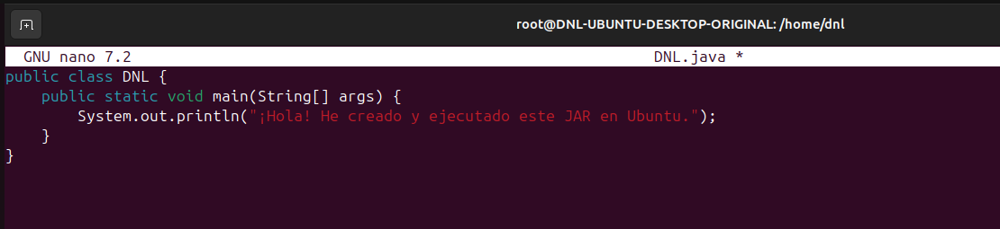 root@DNL-UBUNTU-DESKTOP-ORIGINAL: /home/dnl
GNU nano 7.2 DNL.java *
public class DNL {
    public static void main(String[] args) {
        System.out.println("¡Hola! He creado y ejecutado este JAR en Ubuntu.");
    }
}